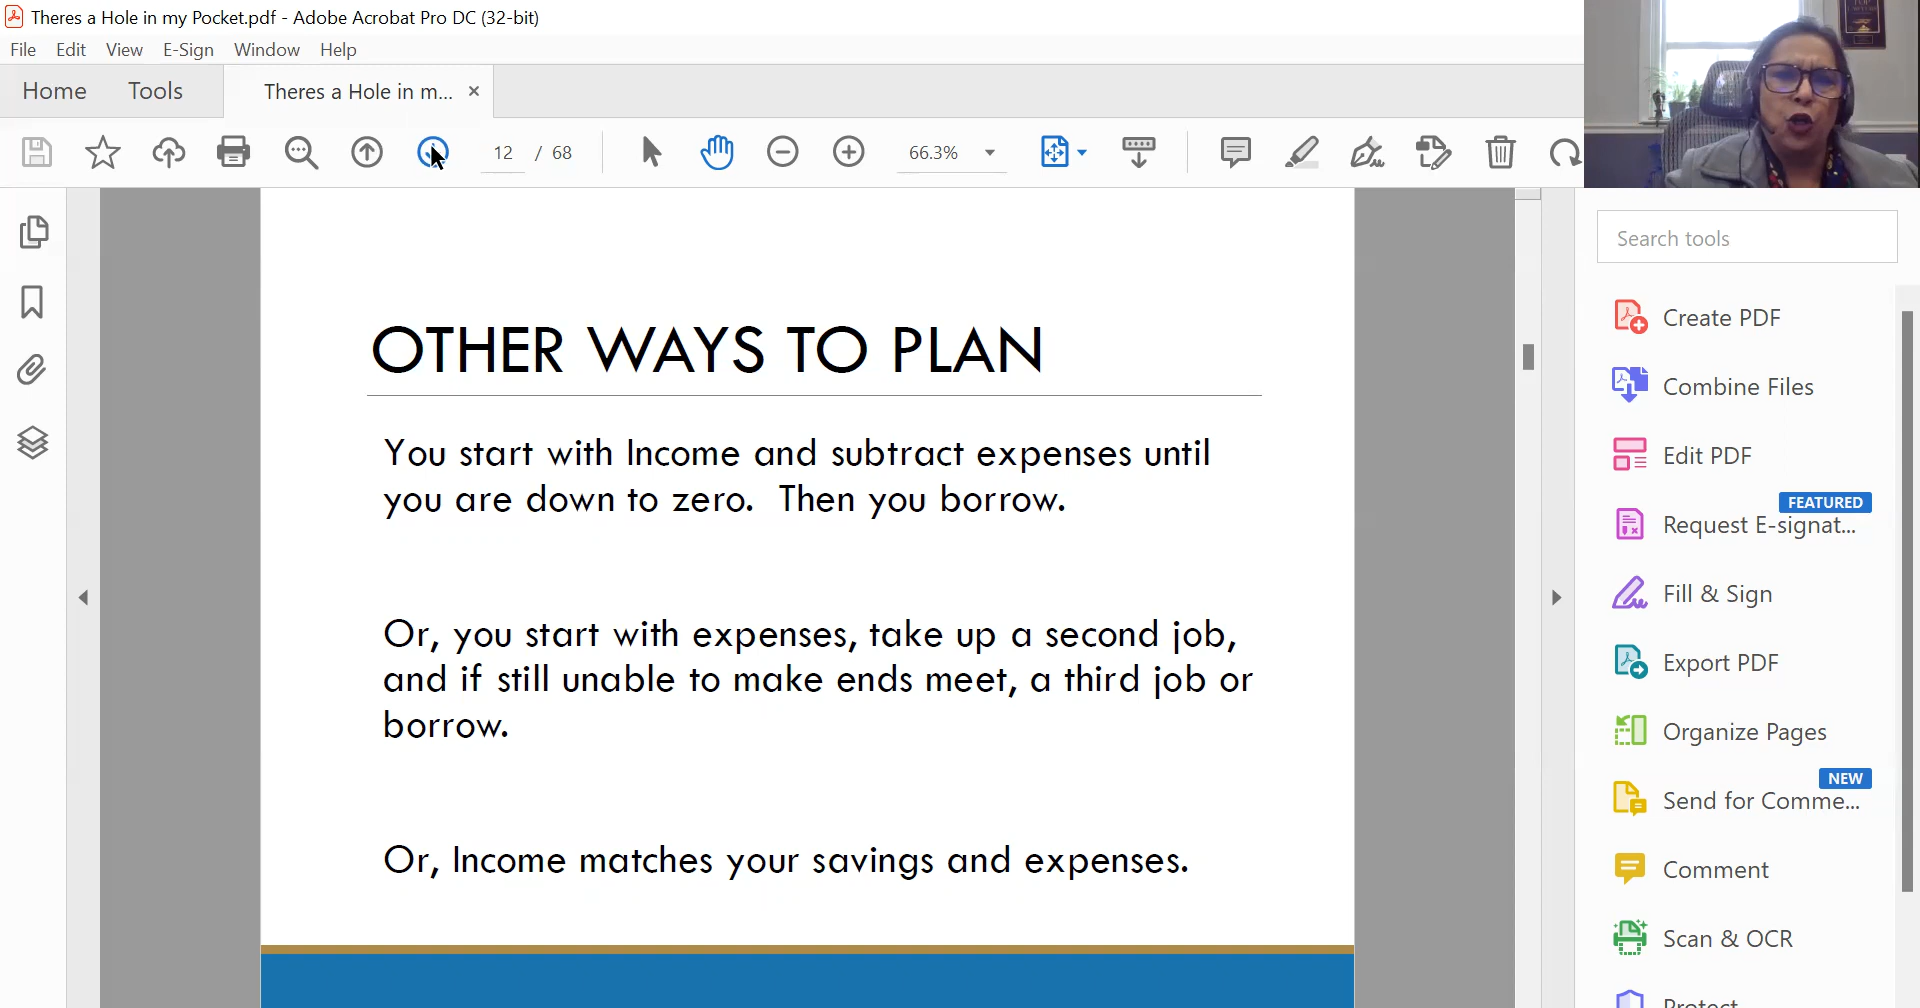 Theres a Hole in my Pocket.pdf - Adobe Acrobat Pro DC (32-bit)
File Edit View E-Sign Window Help
Home Tools Theres a Hole in m... ×
12 / 68 66.3%
Search tools
Create PDF
Combine Files
Edit PDF
FEATURED
Request E-signat...
Fill & Sign
Export PDF
Organize Pages
NEW
Send for Comme...
Comment
Scan & OCR
OTHER WAYS TO PLAN
You start with Income and subtract expenses until
you are down to zero.  Then you borrow.
Or, you start with expenses, take up a second job,
and if still unable to make ends meet, a third job or
borrow.
Or, Income matches your savings and expenses.